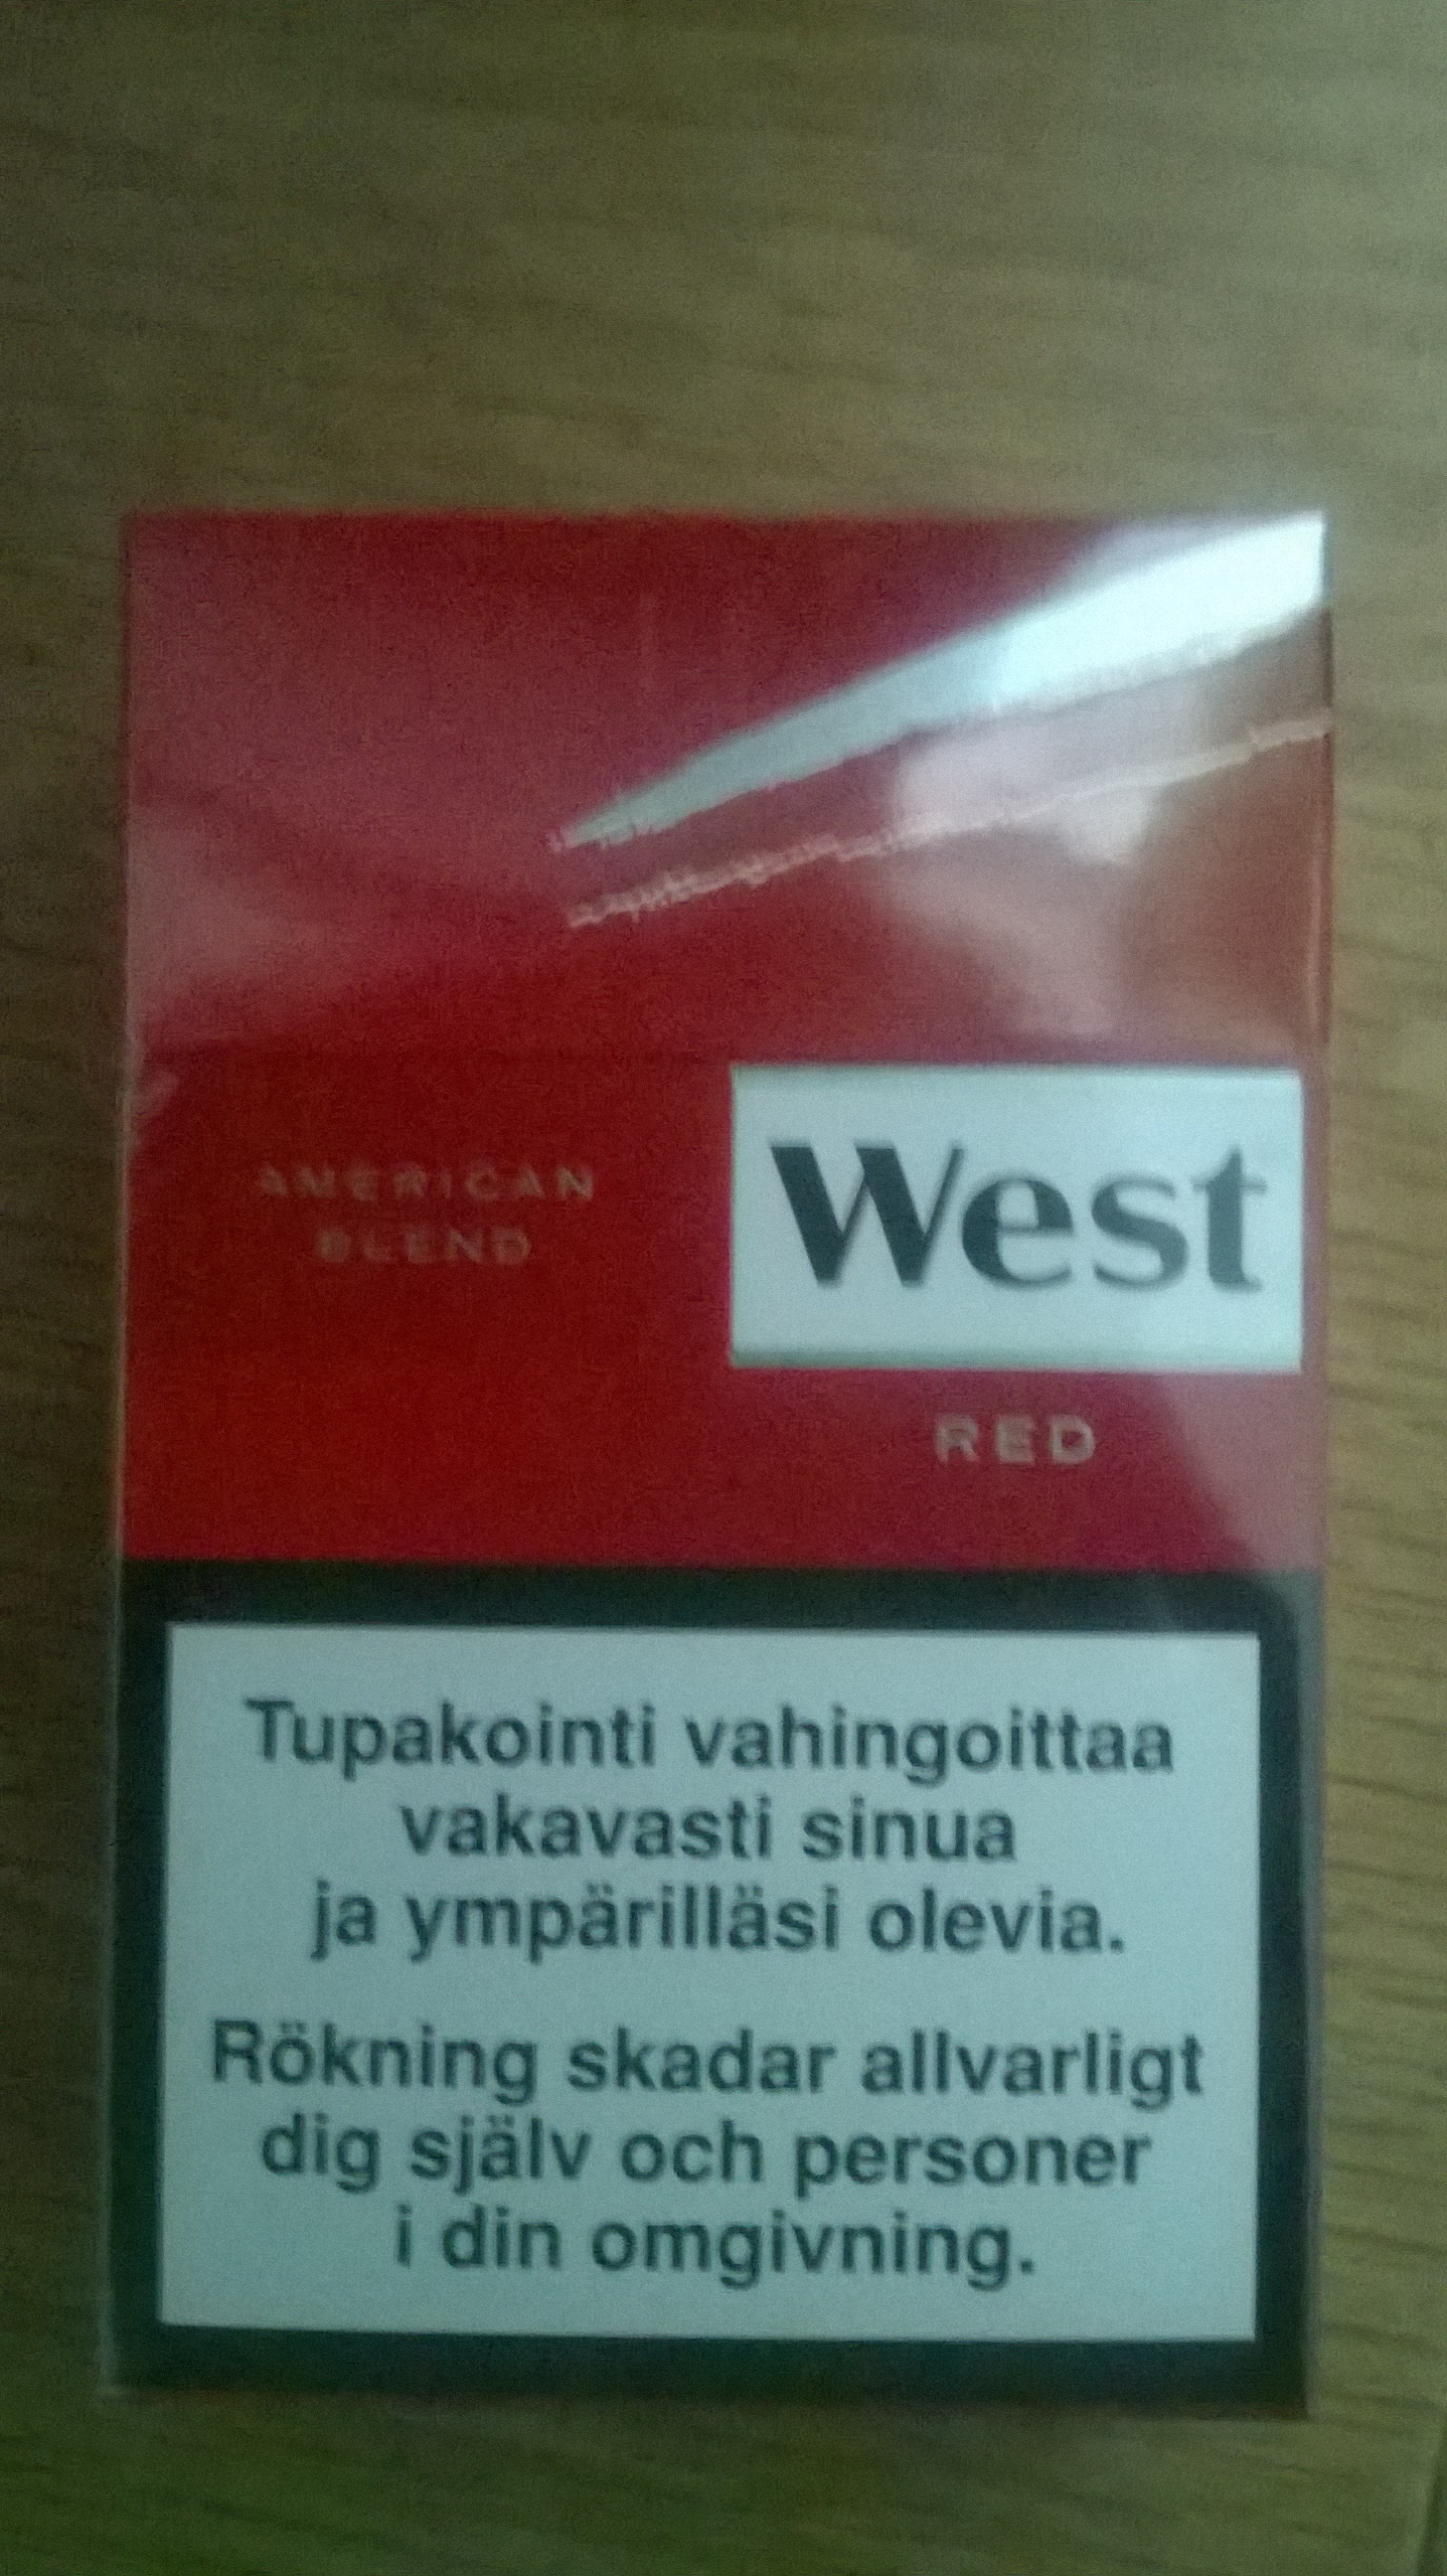 AMERICAN
BLEND
West
RED
Tupakointi vahingoittaa
vakavasti sinua
ja ympärilläsi olevia.
Rökning skadar allvarligt
dig själv och personer
i din omgivning.